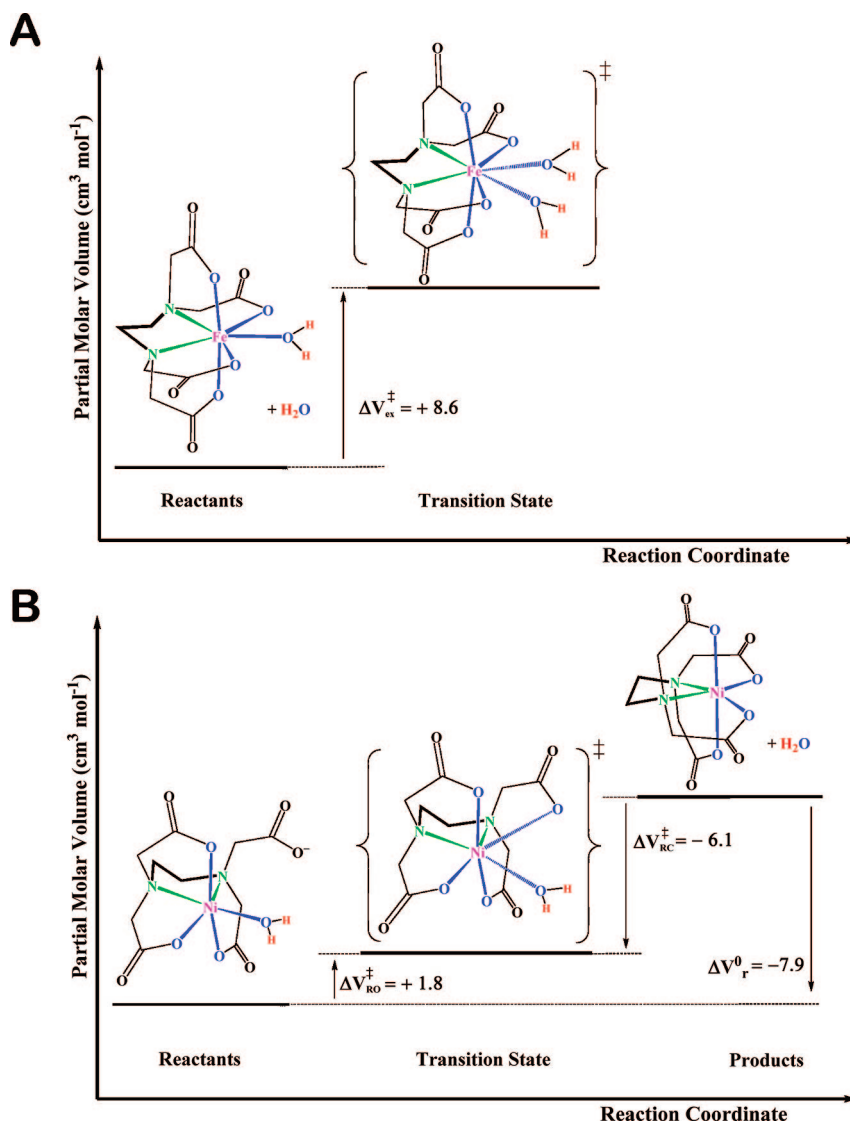 A
Partial Molar Volume (cm³ mol⁻¹)
O
O
O
O
N
N
Fe
O
O
O
O
O
O
H
H
+ H₂O
Reactants
ΔV‡ex = + 8.6
‡
O
O
O
O
N
N
Fe
O
H
H
O
H
H
O
O
O
O
Transition State
Reaction Coordinate
B
Partial Molar Volume (cm³ mol⁻¹)
O
O
O
O⁻
N
N
Ni
O
H
H
O
O
O
O
Reactants
ΔV‡RO = + 1.8
‡
O
O
O
O
N
N
Ni
O
H
H
O
O
O
O
Transition State
ΔV‡RC = − 6.1
O
O
O
O
N
N
Ni
O
O
O
O
+ H₂O
ΔV⁰r = −7.9
Products
Reaction Coordinate